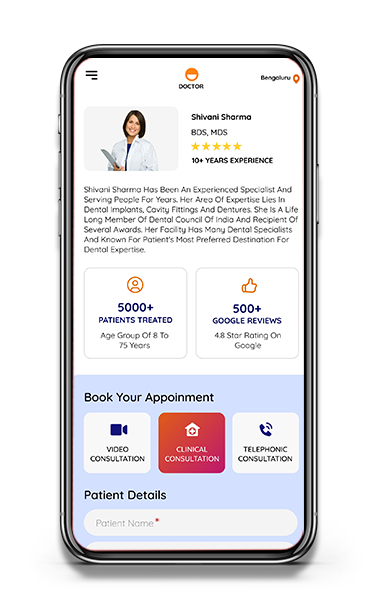 DOCTOR
Bengaluru
Shivani Sharma
BDS, MDS
10+ YEARS EXPERIENCE
Shivani Sharma Has Been An Experienced Specialist And
Serving People For Years. Her Area Of Expertise Lies In
Dental Implants, Cavity Fittings And Dentures. She Is A Life
Long Member Of Dental Council Of India And Recipient Of
Several Awards. Her Facility Has Many Dental Specialists
And Known For Patient's Most Preferred Destination For
Dental Expertise.
5000+
PATIENTS TREATED
Age Group Of 8 To
75 Years
500+
GOOGLE REVIEWS
4.8 Star Rating On
Google
Book Your Appoinment
VIDEO
CONSULTATION
CLINICAL
CONSULTATION
TELEPHONIC
CONSULTATION
Patient Details
Patient Name *